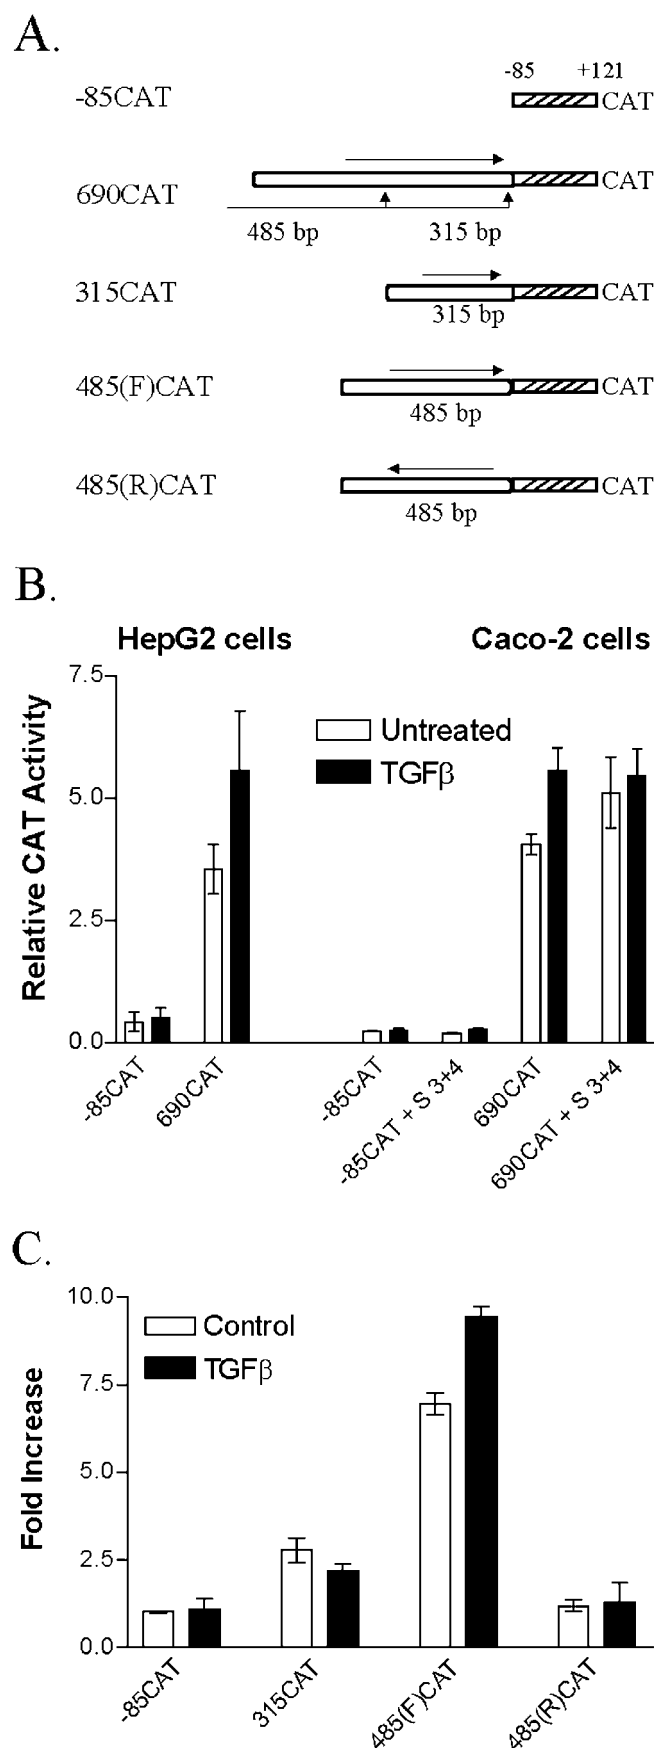 A.
-85 +121
-85CAT CAT
690CAT CAT
485 bp 315 bp
315CAT CAT
315 bp
485(F)CAT CAT
485 bp
485(R)CAT CAT
485 bp
B.
HepG2 cells Caco-2 cells
Relative CAT Activity
7.5
5.0
2.5
0.0
Untreated
TGFβ
-85CAT
690CAT
-85CAT
-85CAT + S 3+4
690CAT
690CAT + S 3+4
C.
Fold Increase
10.0
7.5
5.0
2.5
0.0
Control
TGFβ
-85CAT
315CAT
485(F)CAT
485(R)CAT